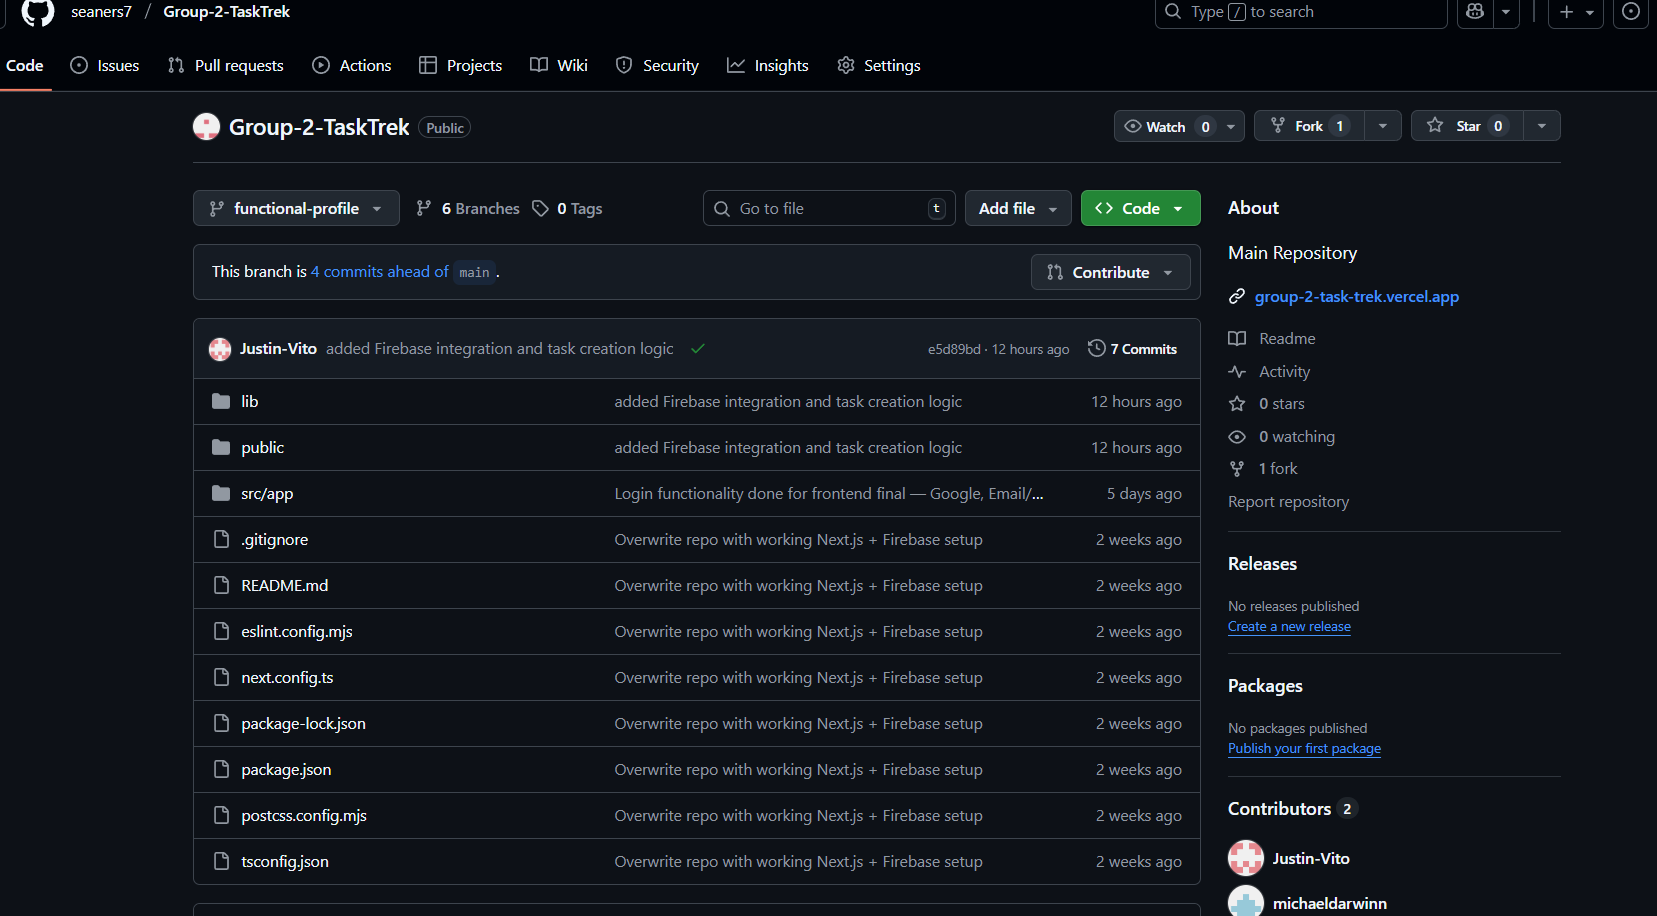 seaners7 / Group-2-TaskTrek
Type / to search
Code Issues Pull requests Actions Projects Wiki Security Insights Settings
Group-2-TaskTrek Public
Watch 0 Fork 1 Star 0
functional-profile 6 Branches 0 Tags Go to file t Add file Code
This branch is 4 commits ahead of main .
Contribute
Justin-Vito added Firebase integration and task creation logic e5d89bd · 12 hours ago 7 Commits
lib added Firebase integration and task creation logic 12 hours ago
public added Firebase integration and task creation logic 12 hours ago
src/app Login functionality done for frontend final — Google, Email/... 5 days ago
.gitignore Overwrite repo with working Next.js + Firebase setup 2 weeks ago
README.md Overwrite repo with working Next.js + Firebase setup 2 weeks ago
eslint.config.mjs Overwrite repo with working Next.js + Firebase setup 2 weeks ago
next.config.ts Overwrite repo with working Next.js + Firebase setup 2 weeks ago
package-lock.json Overwrite repo with working Next.js + Firebase setup 2 weeks ago
package.json Overwrite repo with working Next.js + Firebase setup 2 weeks ago
postcss.config.mjs Overwrite repo with working Next.js + Firebase setup 2 weeks ago
tsconfig.json Overwrite repo with working Next.js + Firebase setup 2 weeks ago
About
Main Repository
group-2-task-trek.vercel.app
Readme
Activity
0 stars
0 watching
1 fork
Report repository
Releases
No releases published
Create a new release
Packages
No packages published
Publish your first package
Contributors 2
Justin-Vito
michaeldarwinn